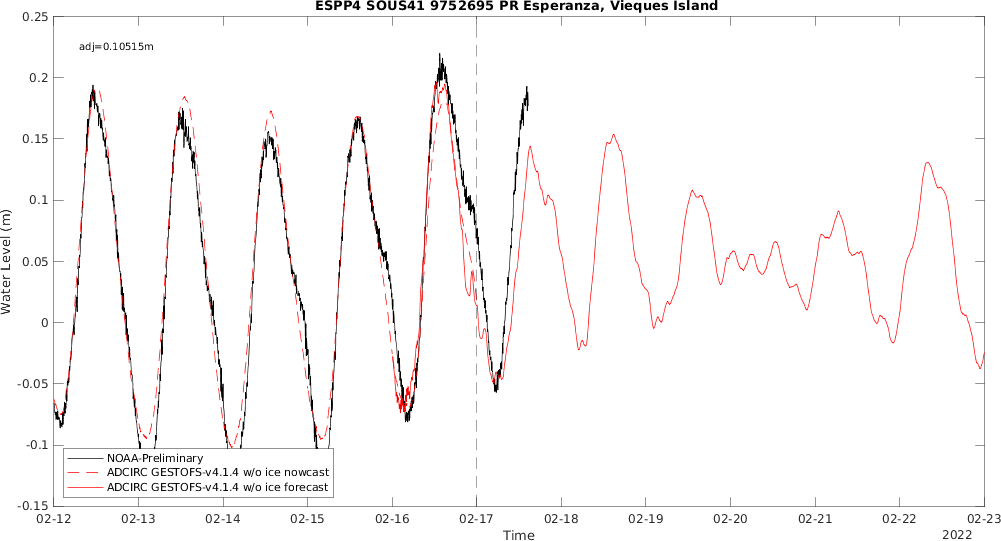 ESPP4 SOUS41 9752695 PR Esperanza, Vieques Island
adj=0.10515m
0.25
0.2
0.15
0.1
0.05
0
-0.05
-0.1
-0.15
Water Level (m)
NOAA-Preliminary
ADCIRC GESTOFS-v4.1.4 w/o ice nowcast
ADCIRC GESTOFS-v4.1.4 w/o ice forecast
02-12 02-13 02-14 02-15 02-16 02-17 02-18 02-19 02-20 02-21 02-22 02-23
Time
2022